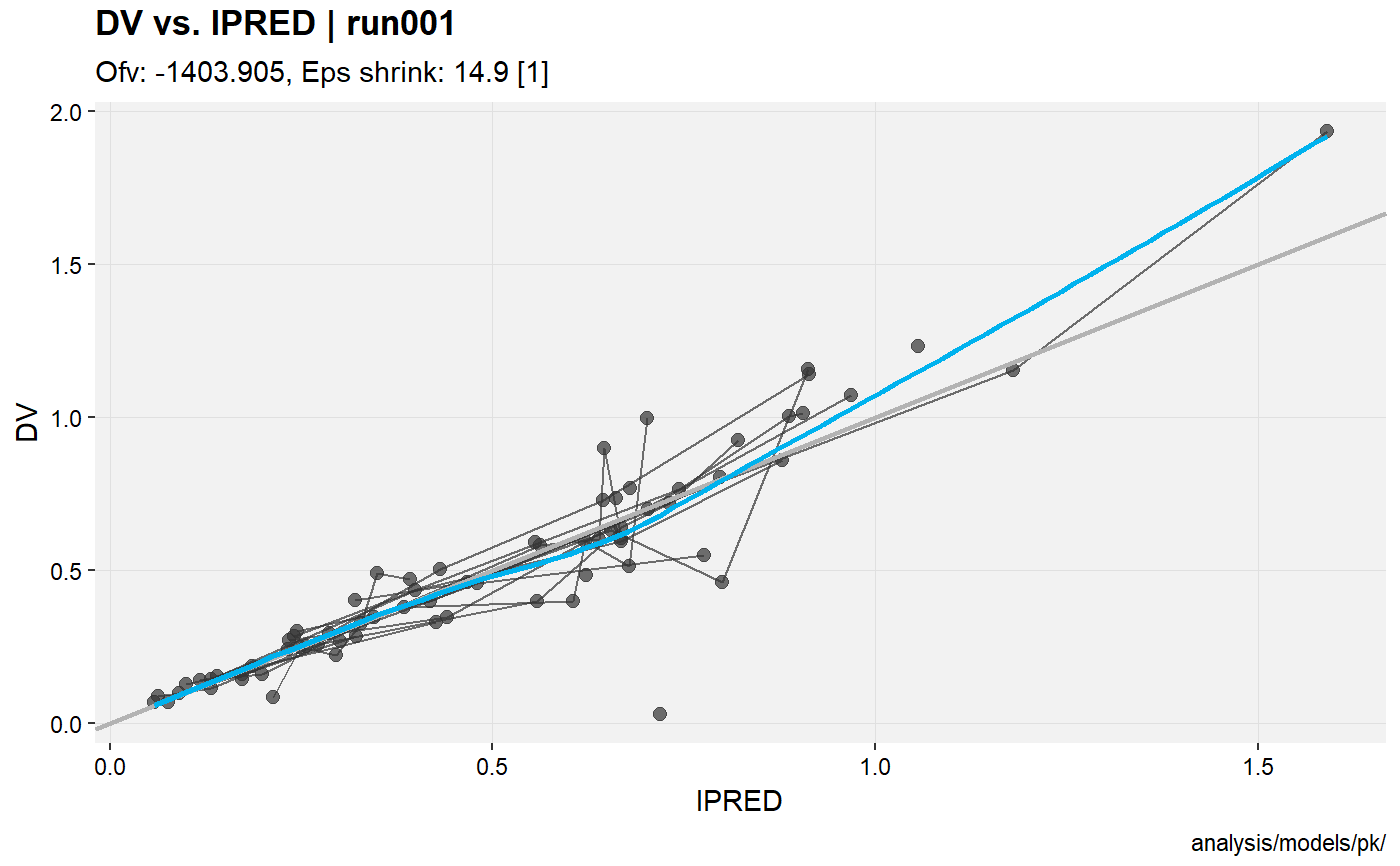 DV vs. IPRED | run001
Ofv: -1403.905, Eps shrink: 14.9 [1]
2.0
1.5
1.0
0.5
0.0
DV
0.0 0.5 1.0 1.5
IPRED
analysis/models/pk/